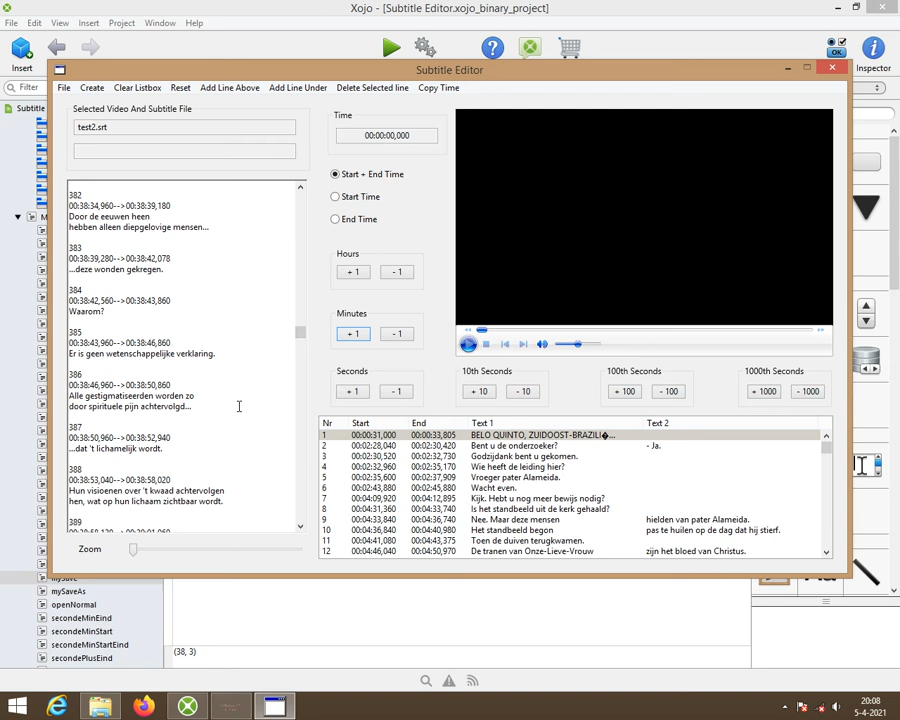 Xojo - [Subtitle Editor.xojo_binary_project]
File Edit View Insert Project Window Help
Insert
OK
Inspector
Filter
Subtitle
Subtitle Editor
File Create Clear Listbox Reset Add Line Above Add Line Under Delete Selected line Copy Time
Selected Video And Subtitle File
test2.srt
Time
00:00:00,000
Start + End Time
Start Time
End Time
Hours
+ 1 - 1
Minutes
+ 1 - 1
Seconds
+ 1 - 1
10th Seconds
+ 10 - 10
100th Seconds
+ 100 - 100
1000th Seconds
+ 1000 - 1000
382
00:38:34,960-->00:38:39,180
Door de eeuwen heen
hebben alleen diepgelovige mensen...
383
00:38:39,280-->00:38:42,078
...deze wonden gekregen.
384
00:38:42,560-->00:38:43,860
Waarom?
385
00:38:43,960-->00:38:46,860
Er is geen wetenschappelijke verklaring.
386
00:38:46,960-->00:38:50,860
Alle gestigmatiseerden worden zo
door spirituele pijn achtervolgd...
387
00:38:50,960-->00:38:52,940
...dat 't lichamelijk wordt.
388
00:38:53,040-->00:38:58,020
Hun visioenen over 't kwaad achtervolgen
hen, wat op hun lichaam zichtbaar wordt.
389
Zoom
Nr Start End Text 1 Text 2
1 00:00:31,000 00:00:33,805 BELO QUINTO, ZUIDOOST-BRAZILI�...
2 00:02:28,040 00:02:30,420 Bent u de onderzoeker? - Ja.
3 00:02:30,520 00:02:32,730 Godzijdank bent u gekomen.
4 00:02:32,960 00:02:35,170 Wie heeft de leiding hier?
5 00:02:35,600 00:02:37,909 Vroeger pater Alameida.
6 00:02:43,880 00:02:45,880 Wacht even.
7 00:04:09,920 00:04:12,895 Kijk. Hebt u nog meer bewijs nodig?
8 00:04:31,360 00:04:33,740 Is het standbeeld uit de kerk gehaald?
9 00:04:33,840 00:04:36,740 Nee. Maar deze mensen hielden van pater Alameida.
10 00:04:36,840 00:04:40,980 Het standbeeld begon pas te huilen op de dag dat hij stierf.
11 00:04:41,080 00:04:43,375 Toen de duiven terugkwamen.
12 00:04:46,040 00:04:50,970 De tranen van Onze-Lieve-Vrouw zijn het bloed van Christus.
mySave
mySaveAs
openNormal
secondeMinEind
secondeMinStart
secondeMinStartEind
secondePlusEind
(38, 3)
20:08
5-4-2021